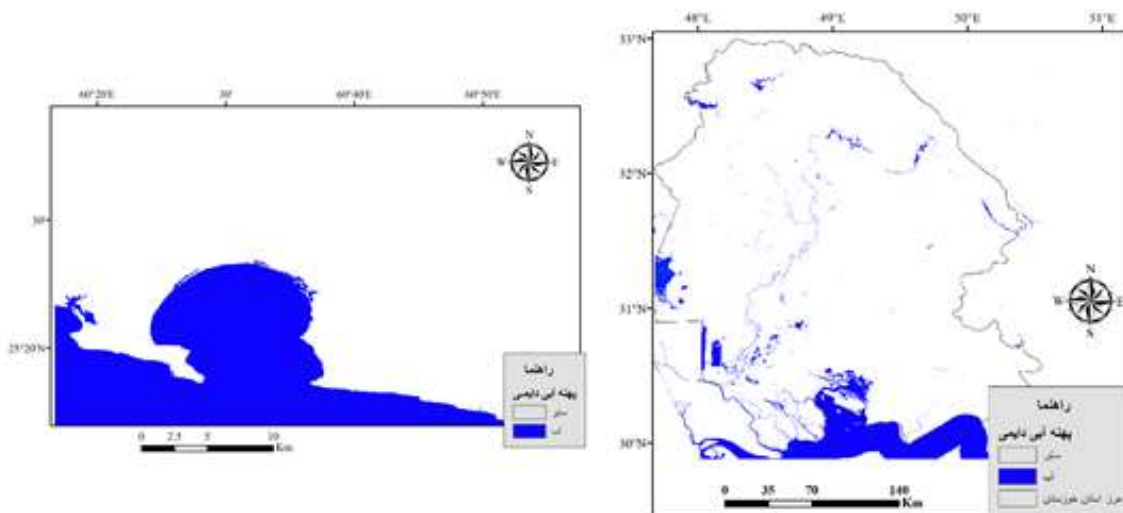 60°20'E 30' 60°40'E 60°50'E
N
W E
S
30'
25°20'N
راهنما
پهنه آبی دایمی
سایر
آب
0 2.5 5 10
Km
48°E 49°E 50°E 51°E
33°N
32°N
N
W E
S
31°N
30°N
راهنما
پهنه آبی دایمی
سایر
آب
مرز استان خوزستان
0 35 70 140
Km